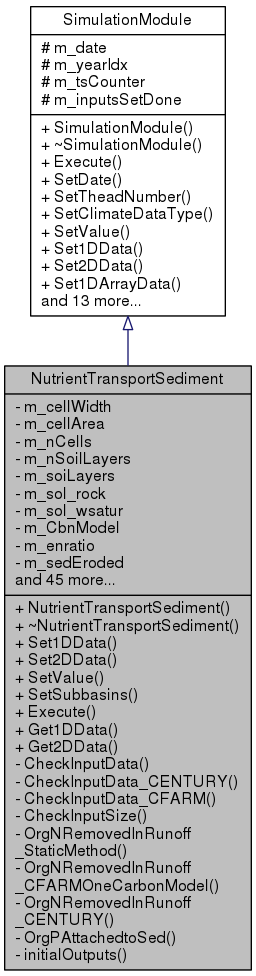 SimulationModule
# m_date
# m_yearIdx
# m_tsCounter
# m_inputsSetDone
+ SimulationModule()
+ ~SimulationModule()
+ Execute()
+ SetDate()
+ SetTheadNumber()
+ SetClimateDataType()
+ SetValue()
+ Set1DData()
+ Set2DData()
+ Set1DArrayData()
and 13 more...
NutrientTransportSediment
- m_cellWidth
- m_cellArea
- m_nCells
- m_nSoilLayers
- m_soiLayers
- m_sol_rock
- m_sol_wsatur
- m_CbnModel
- m_enratio
- m_sedEroded
and 45 more...
+ NutrientTransportSediment()
+ ~NutrientTransportSediment()
+ Set1DData()
+ Set2DData()
+ SetValue()
+ SetSubbasins()
+ Execute()
+ Get1DData()
+ Get2DData()
- CheckInputData()
- CheckInputData_CENTURY()
- CheckInputData_CFARM()
- CheckInputSize()
- OrgNRemovedInRunoff
_StaticMethod()
- OrgNRemovedInRunoff
_CFARMOneCarbonModel()
- OrgNRemovedInRunoff
_CENTURY()
- OrgPAttachedtoSed()
- initialOutputs()